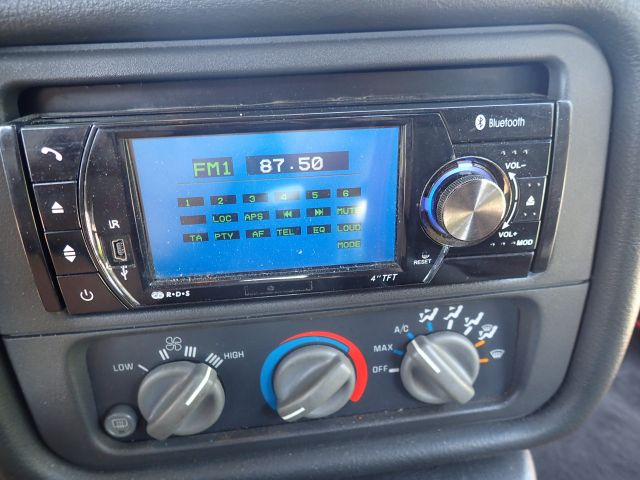 Bluetooth
FM1 87.50
VOL-
IR
1 2 3 4 5 6
LOC APS MUTE
TA PTY AF TEL EQ LOUD
MODE
VOL+
MOD
RESET
R·D·S
4" TFT
LOW HIGH
A/C
MAX
OFF